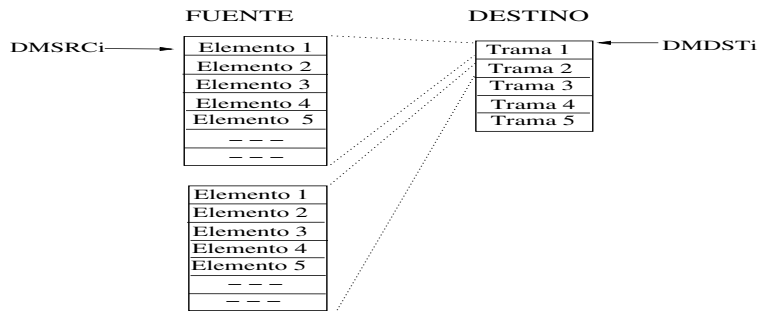 FUENTE
DESTINO
DMSRCi
DMDSTi
Elemento 1
Elemento 2
Elemento 3
Elemento 4
Elemento 5
– – –
– – –
Trama 1
Trama 2
Trama 3
Trama 4
Trama 5
Elemento 1
Elemento 2
Elemento 3
Elemento 4
Elemento 5
– – –
– – –